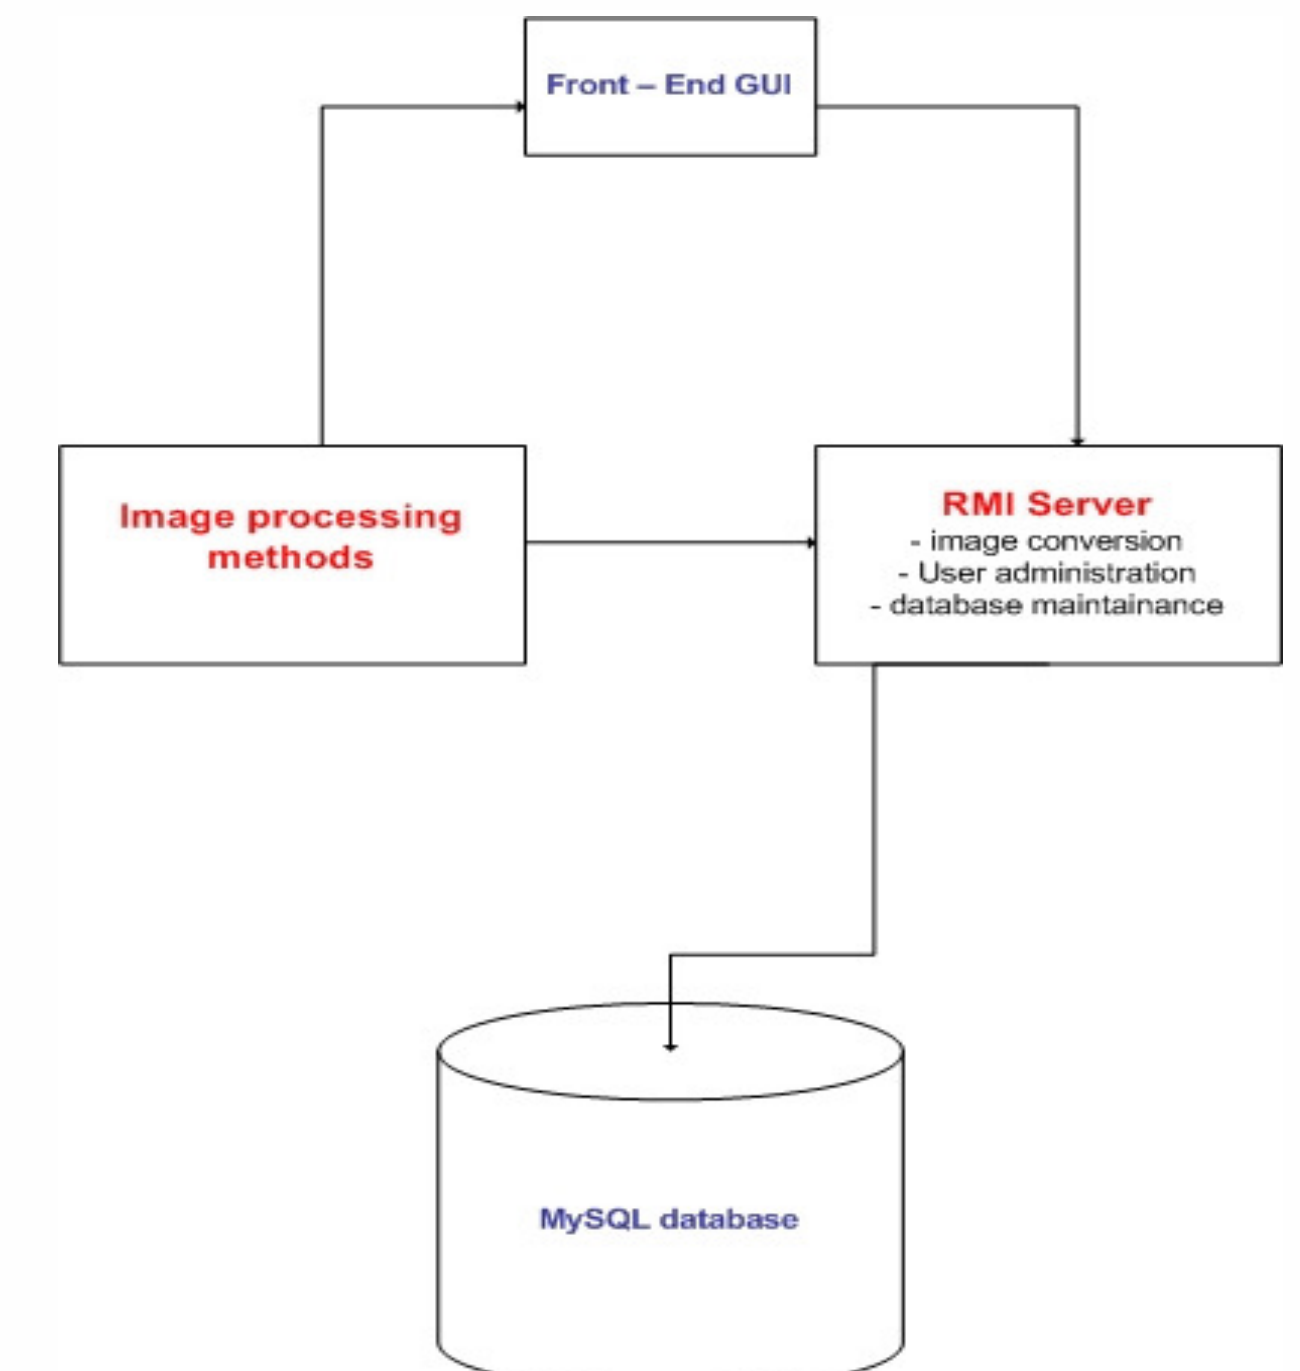 Front – End GUI
Image processing
methods
RMI Server
- image conversion
- User administration
- database maintainance
MySQL database